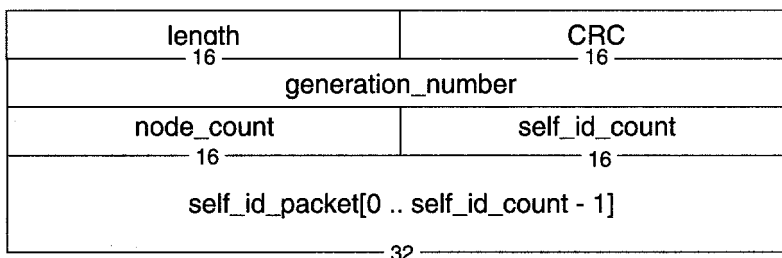 length CRC
16 16
generation_number
node_count self_id_count
16 16
self_id_packet[0 .. self_id_count - 1]
32